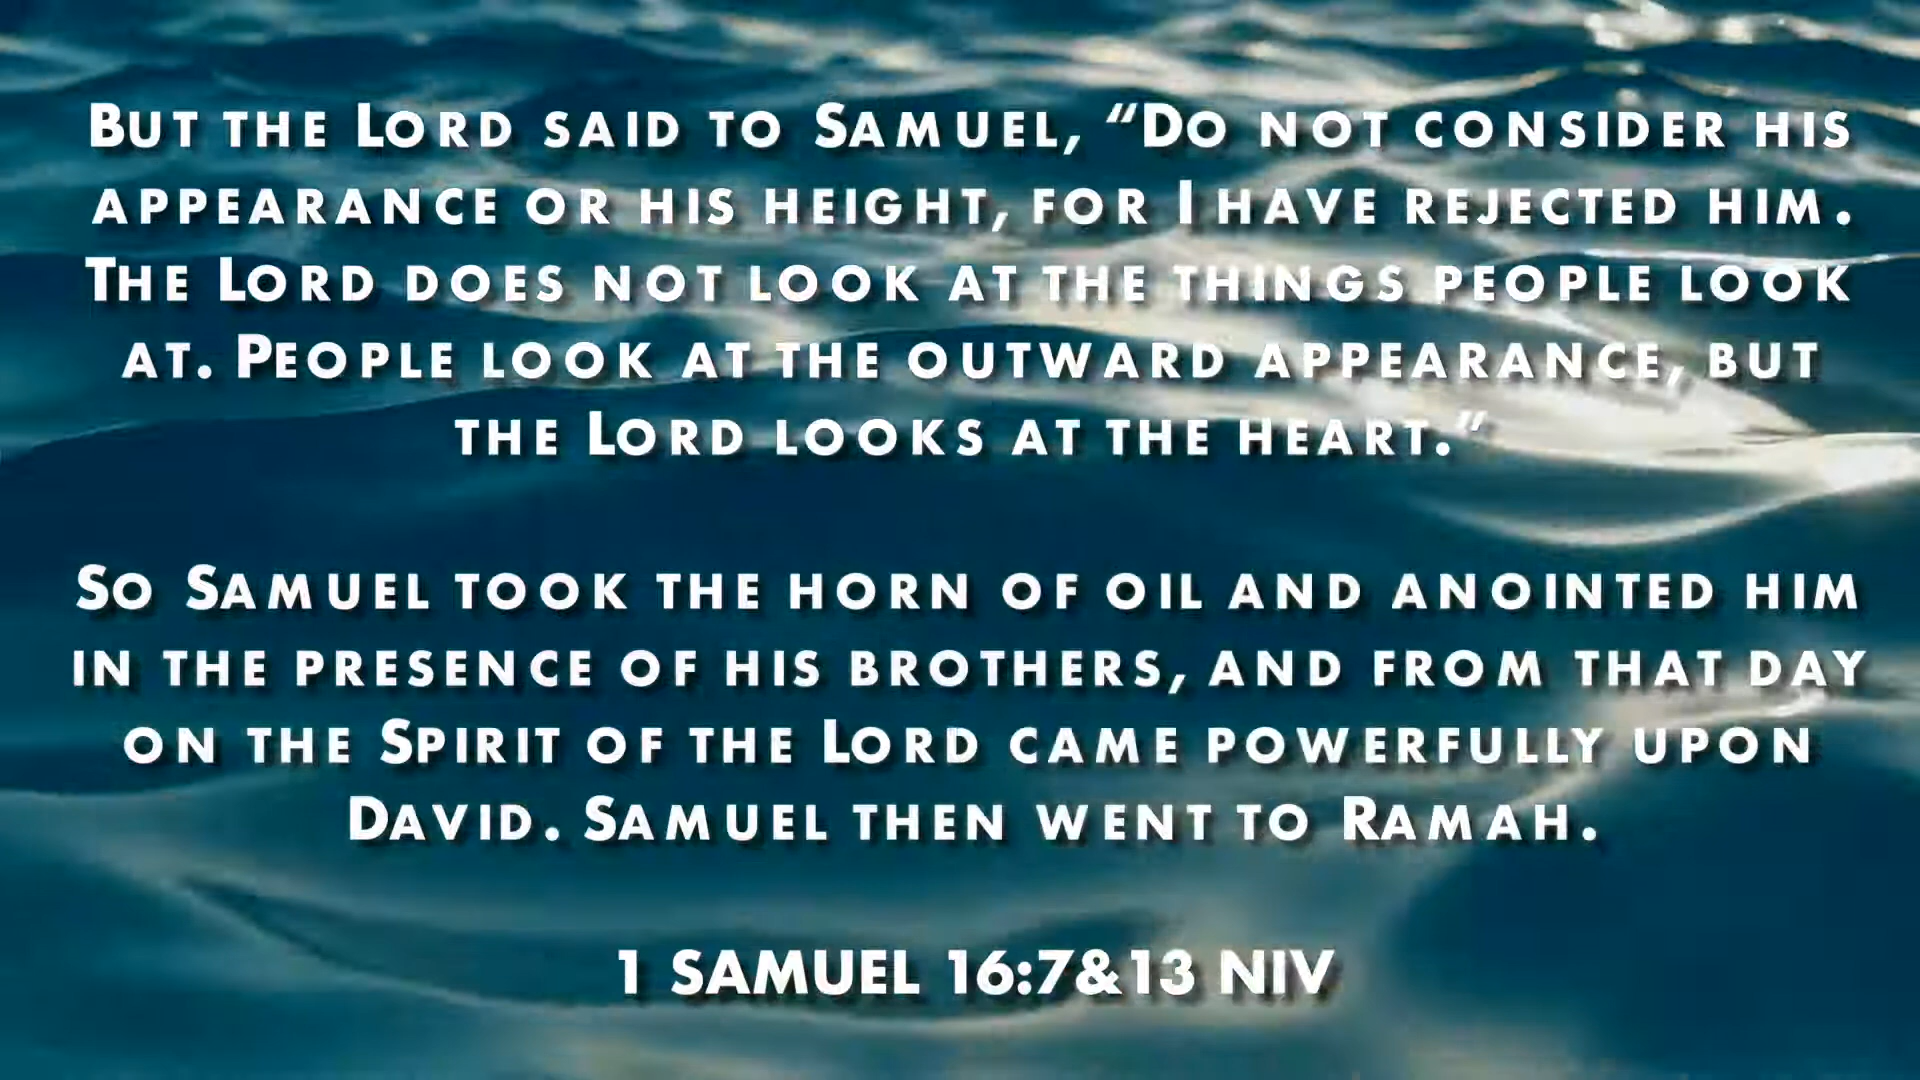 But the Lord said to Samuel, “Do not consider his
appearance or his height, for I have rejected him.
The Lord does not look at the things people look
at. People look at the outward appearance, but
the Lord looks at the heart.”
So Samuel took the horn of oil and anointed him
in the presence of his brothers, and from that day
on the Spirit of the Lord came powerfully upon
David. Samuel then went to Ramah.
1 SAMUEL 16:7&13 NIV